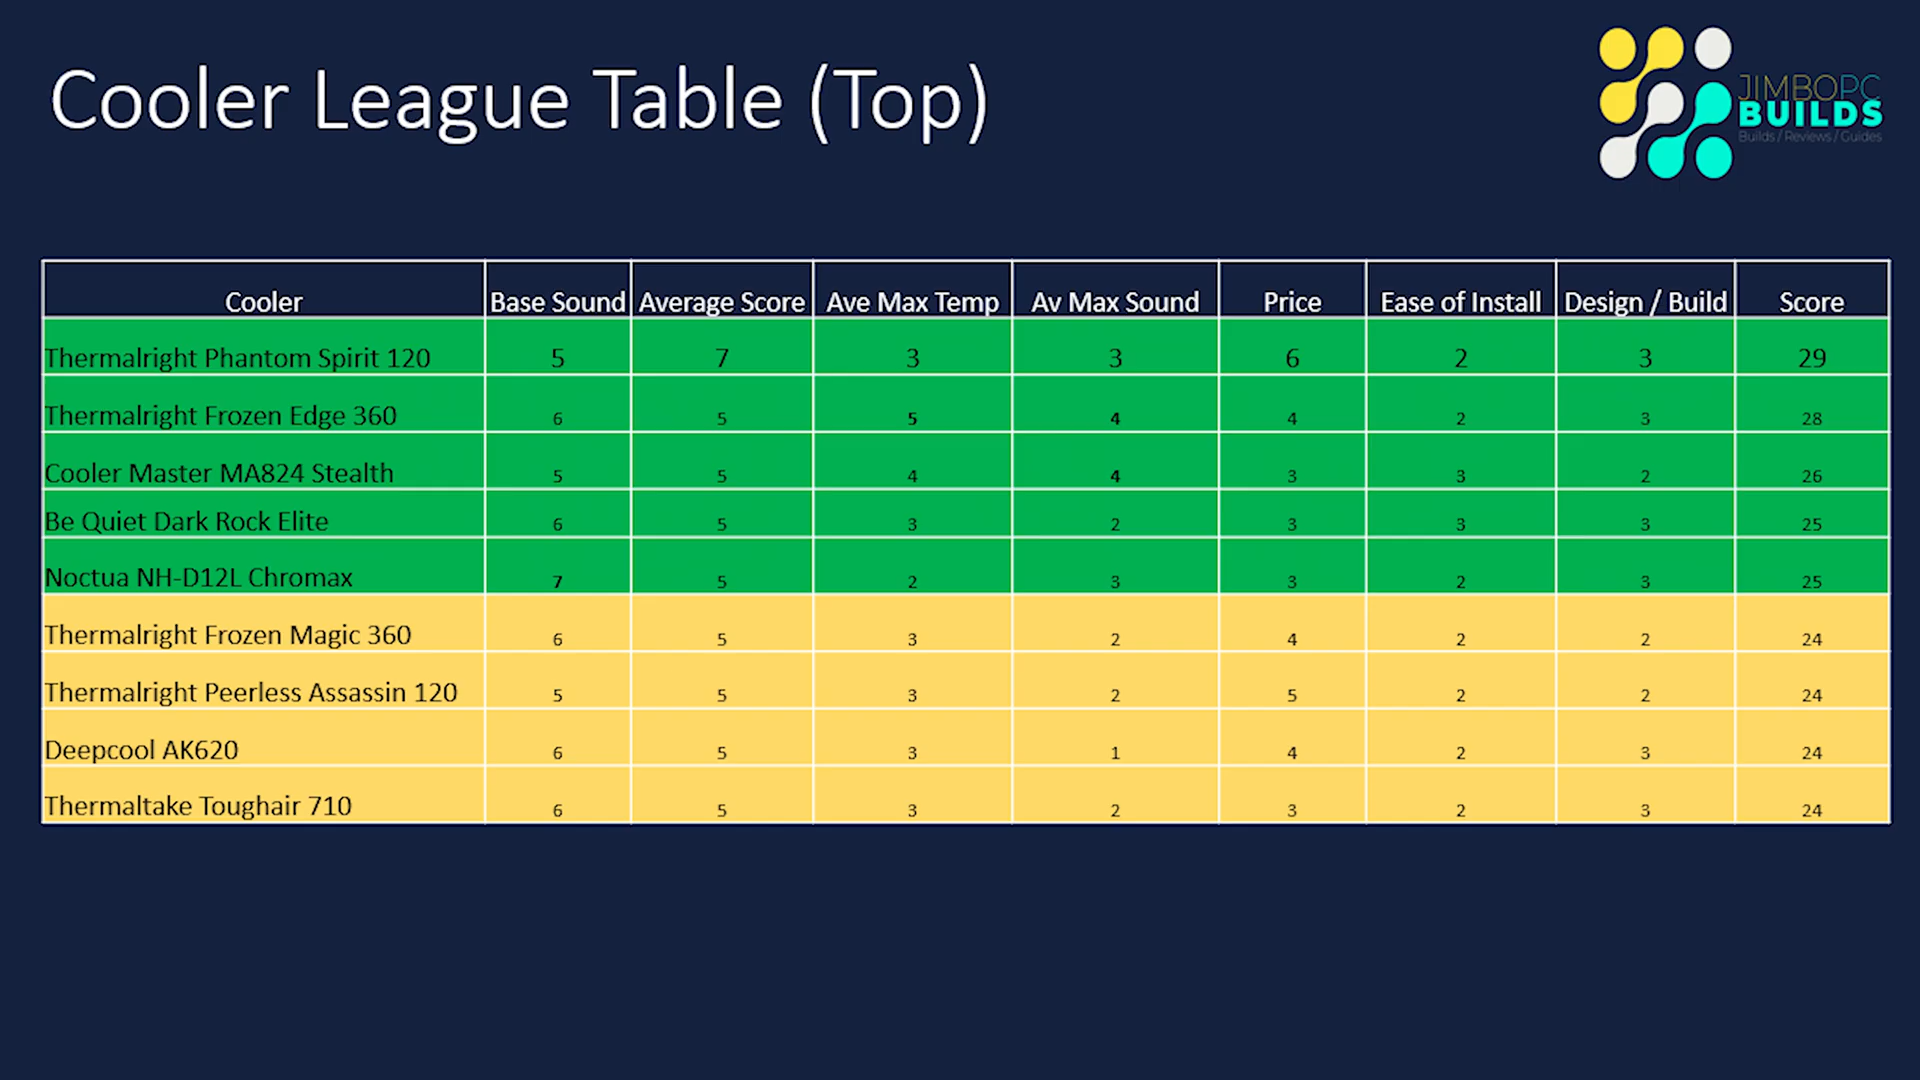 Cooler League Table (Top)
JIMBOPC
BUILDS
Builds / Reviews / Guides
Cooler Base Sound Average Score Ave Max Temp Av Max Sound Price Ease of Install Design / Build Score
Thermalright Phantom Spirit 120 5 7 3 3 6 2 3 29
Thermalright Frozen Edge 360 6 5 5 4 4 2 3 28
Cooler Master MA824 Stealth 5 5 4 4 3 3 2 26
Be Quiet Dark Rock Elite 6 5 3 2 3 3 3 25
Noctua NH-D12L Chromax 7 5 2 3 3 2 3 25
Thermalright Frozen Magic 360 6 5 3 2 4 2 2 24
Thermalright Peerless Assassin 120 5 5 3 2 5 2 2 24
Deepcool AK620 6 5 3 1 4 2 3 24
Thermaltake Toughair 710 6 5 3 2 3 2 3 24